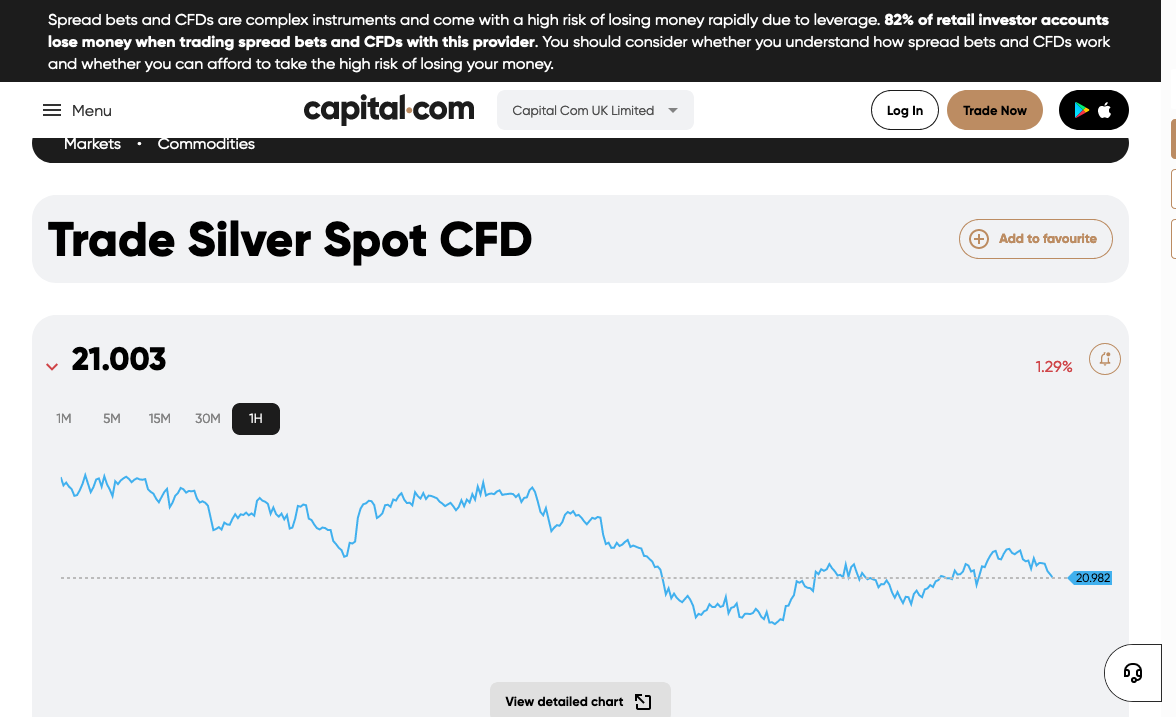 Spread bets and CFDs are complex instruments and come with a high risk of losing money rapidly due to leverage. 82% of retail investor accounts
lose money when trading spread bets and CFDs with this provider. You should consider whether you understand how spread bets and CFDs work
and whether you can afford to take the high risk of losing your money.
Menu
capital.com
Capital Com UK Limited
Log In
Trade Now
Markets • Commodities
Trade Silver Spot CFD
Add to favourite
21.003
1.29%
1M 5M 15M 30M 1H
20.982
View detailed chart